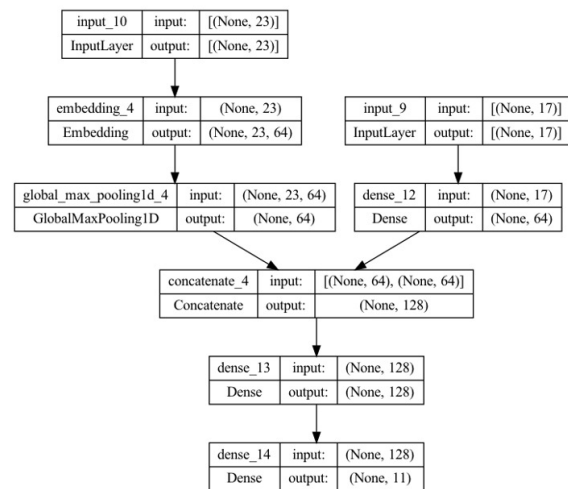 input_10 input: [(None, 23)]
InputLayer output: [(None, 23)]
embedding_4 input: (None, 23)
Embedding output: (None, 23, 64)
input_9 input: [(None, 17)]
InputLayer output: [(None, 17)]
global_max_pooling1d_4 input: (None, 23, 64)
GlobalMaxPooling1D output: (None, 64)
dense_12 input: (None, 17)
Dense output: (None, 64)
concatenate_4 input: [(None, 64), (None, 64)]
Concatenate output: (None, 128)
dense_13 input: (None, 128)
Dense output: (None, 128)
dense_14 input: (None, 128)
Dense output: (None, 11)